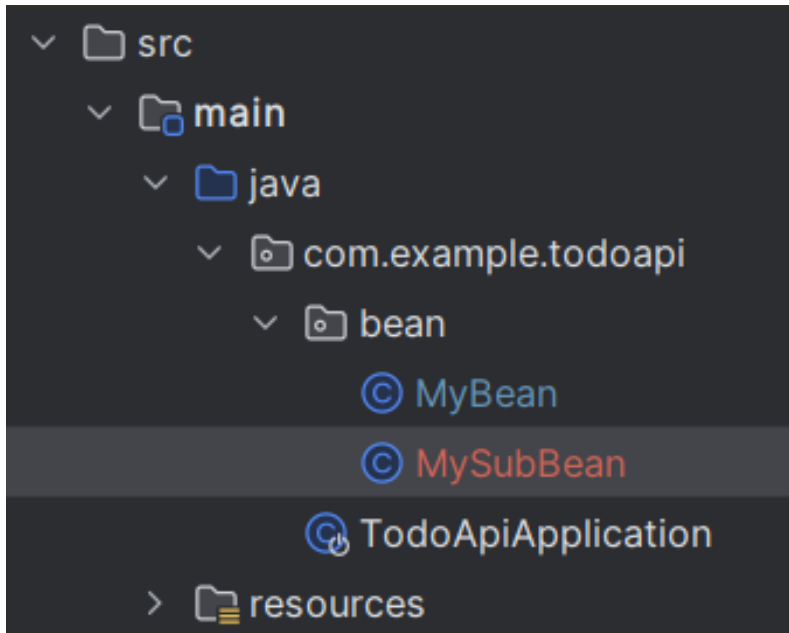 src
main
java
com.example.todoapi
bean
MyBean
MySubBean
TodoApiApplication
resources